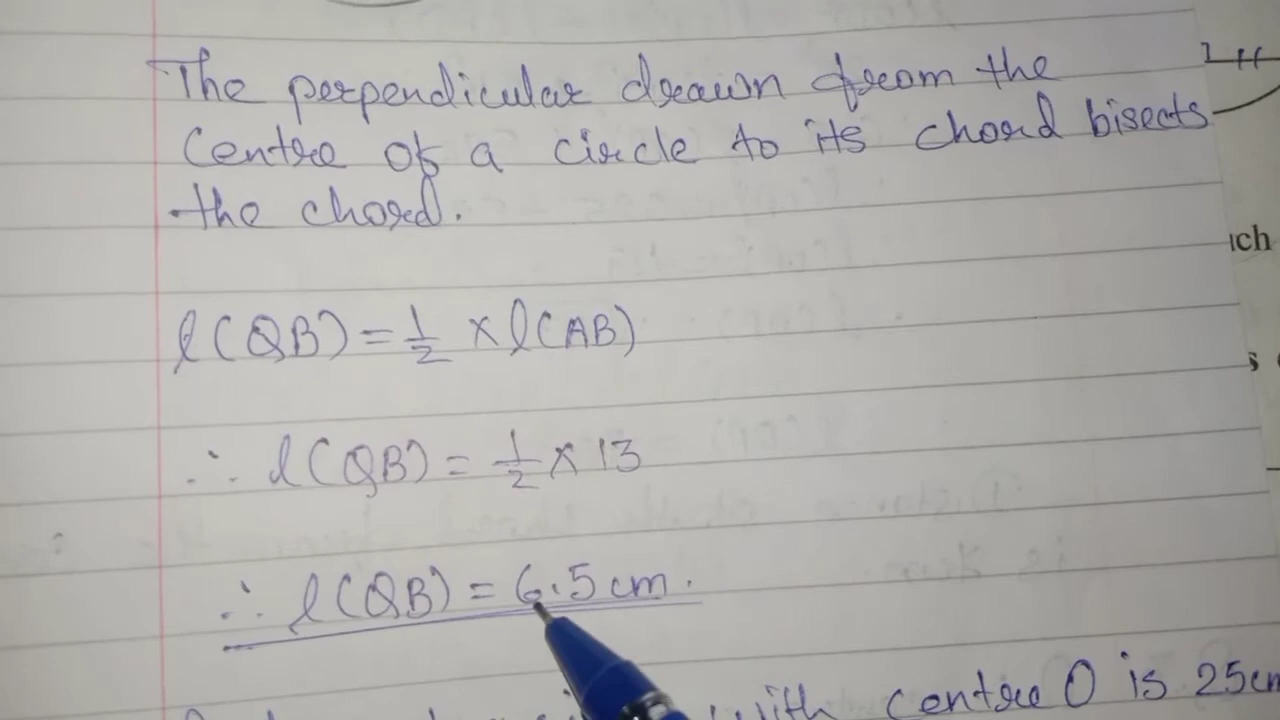 The perpendicular drawn from the
Centre of a circle to its chord bisects
the chord.
l(QB) = 1/2 × l(AB)
∴ l(QB) = 1/2 × 13
∴ l(QB) = 6.5 cm.
with centre O is 25cm